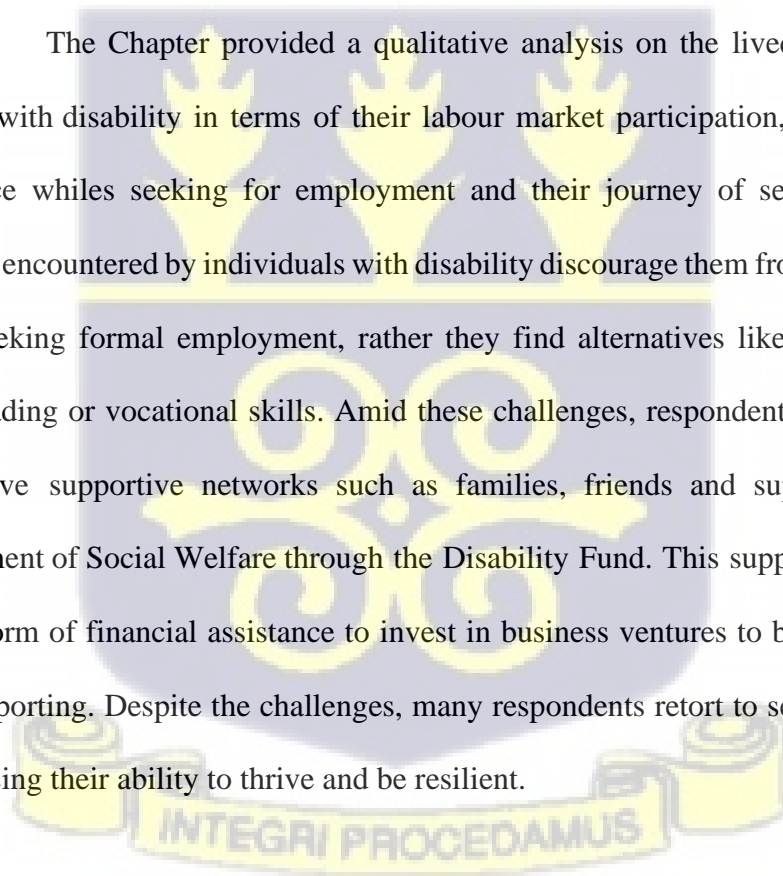 The Chapter provided a qualitative analysis on the lived
with disability in terms of their labour market participation,
ce whiles seeking for employment and their journey of se
encountered by individuals with disability discourage them fro
eking formal employment, rather they find alternatives like
ding or vocational skills. Amid these challenges, respondent
ve supportive networks such as families, friends and su
ent of Social Welfare through the Disability Fund. This supp
orm of financial assistance to invest in business ventures to b
porting. Despite the challenges, many respondents retort to se
ing their ability to thrive and be resilient.
INTEGRI PROCEDAMUS